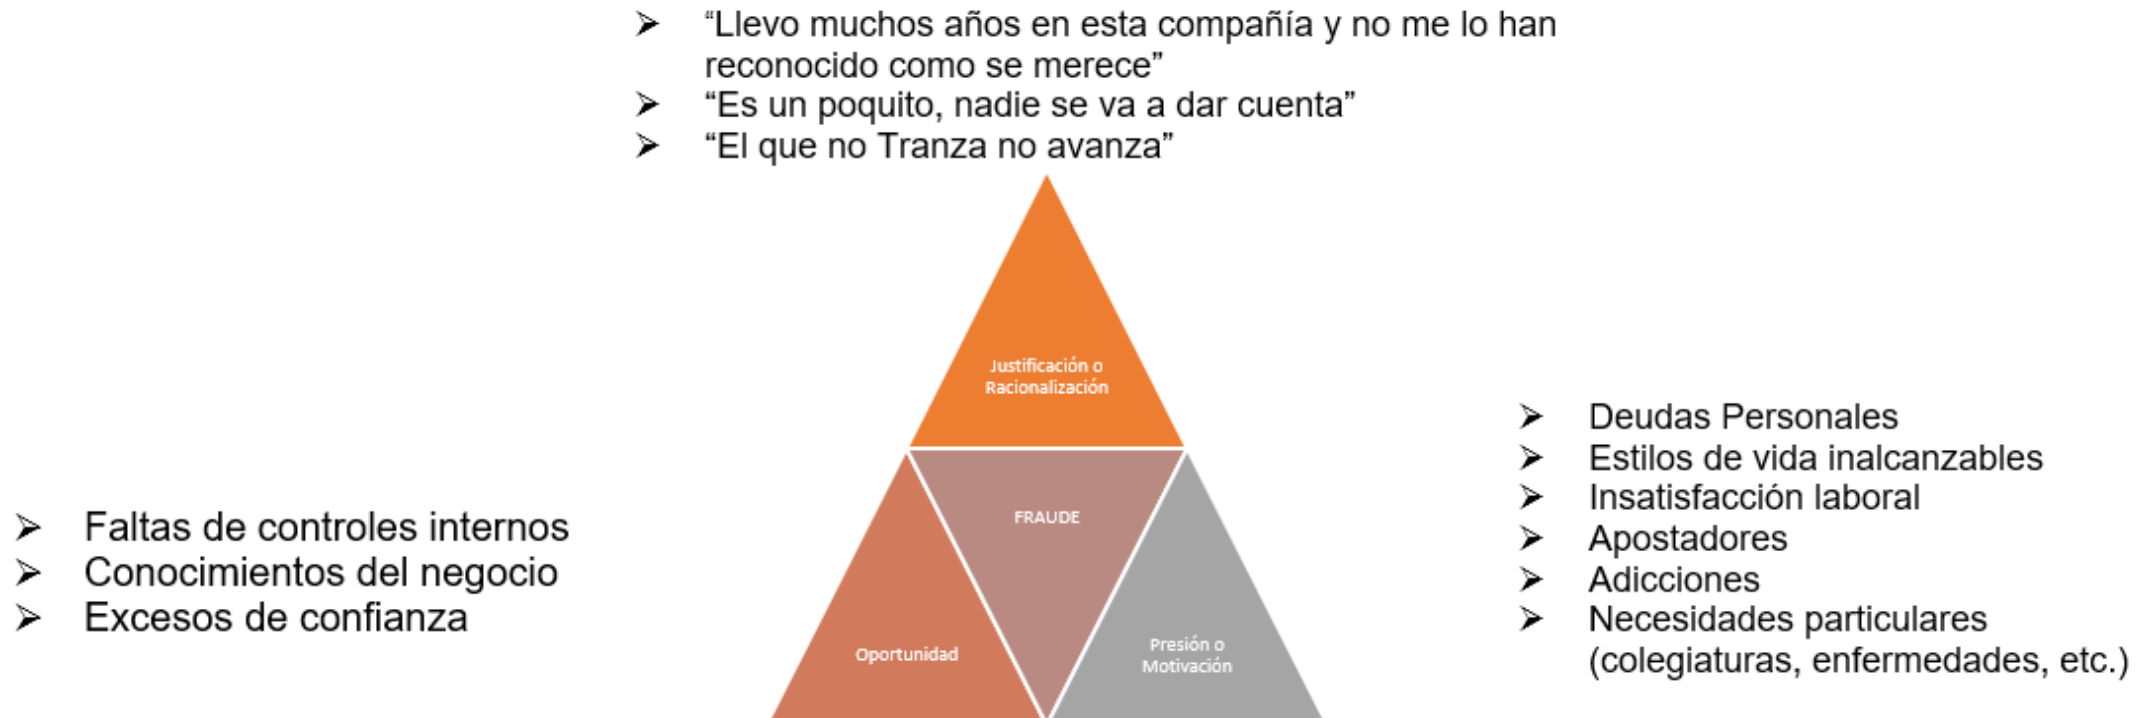 ➢ “Llevo muchos años en esta compañía y no me lo han
reconocido como se merece”
➢ “Es un poquito, nadie se va a dar cuenta”
➢ “El que no Tranza no avanza”
Justificación o
Racionalización
FRAUDE
Oportunidad
Presión o
Motivación
➢ Faltas de controles internos
➢ Conocimientos del negocio
➢ Excesos de confianza
➢ Deudas Personales
➢ Estilos de vida inalcanzables
➢ Insatisfacción laboral
➢ Apostadores
➢ Adicciones
➢ Necesidades particulares
(colegiaturas, enfermedades, etc.)